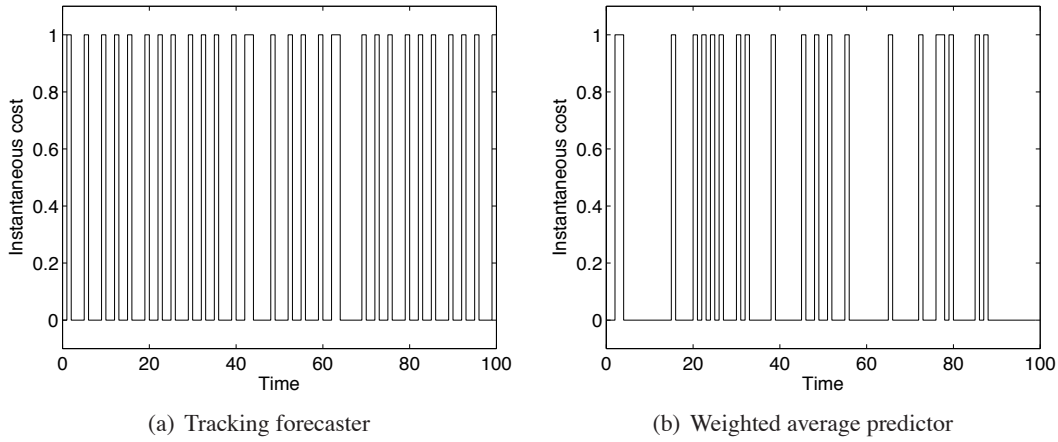 1
0.8
0.6
0.4
0.2
0
Instantaneous cost
0 20 40 60 80 100
Time
(a) Tracking forecaster
1
0.8
0.6
0.4
0.2
0
Instantaneous cost
0 20 40 60 80 100
Time
(b) Weighted average predictor